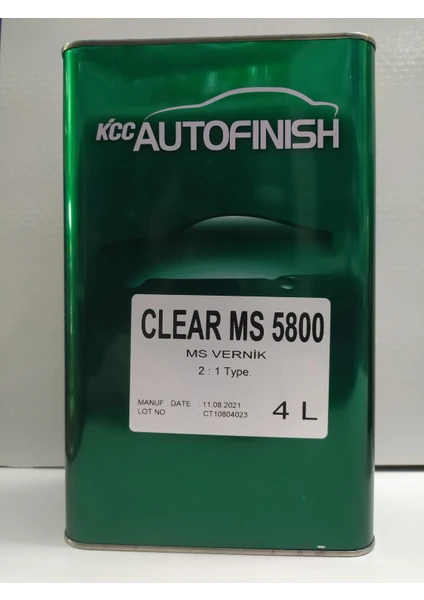 KCC AUTOFINISH
CLEAR MS 5800
MS VERNİK
2 : 1 Type.
MANUF . DATE : 11.08.2021
LOT NO CT10804023
4 L